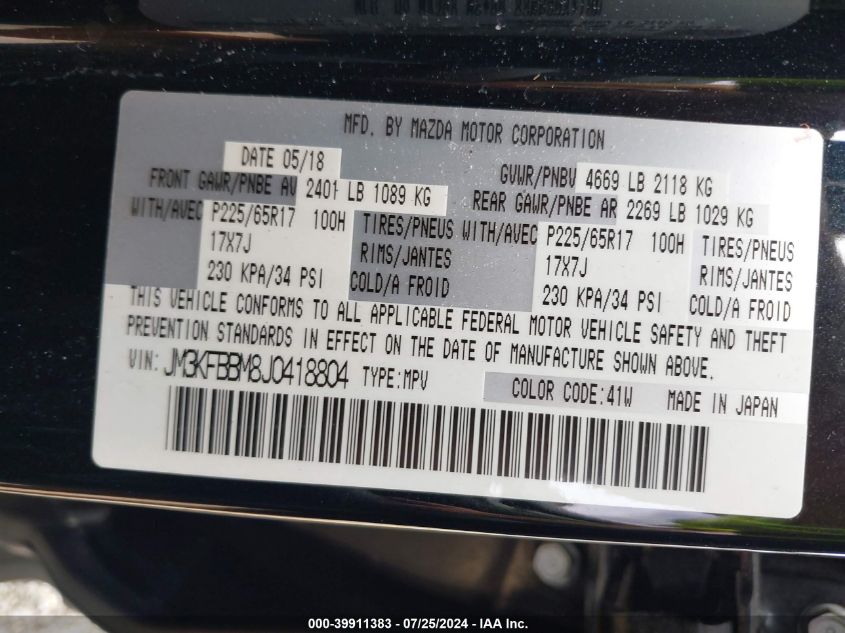 MFD. BY MAZDA MOTOR CORPORATION
DATE 05/18 GVWR/PNBV 4669 LB 2118 KG
FRONT GAWR/PNBE AV 2401 LB 1089 KG REAR GAWR/PNBE AR 2269 LB 1029 KG
WITH/AVEC P225/65R17 100H TIRES/PNEUS WITH/AVEC P225/65R17 100H TIRES/PNEUS
17X7J RIMS/JANTES 17X7J RIMS/JANTES
230 KPA/34 PSI COLD/A FROID 230 KPA/34 PSI COLD/A FROID
THIS VEHICLE CONFORMS TO ALL APPLICABLE FEDERAL MOTOR VEHICLE SAFETY AND THEFT
PREVENTION STANDARDS IN EFFECT ON THE DATE OF MANUFACTURE SHOWN ABOVE.
VIN: JM3KFBBM8J0418804 TYPE:MPV COLOR CODE:41W MADE IN JAPAN
000-39911383 - 07/25/2024 - IAA Inc.